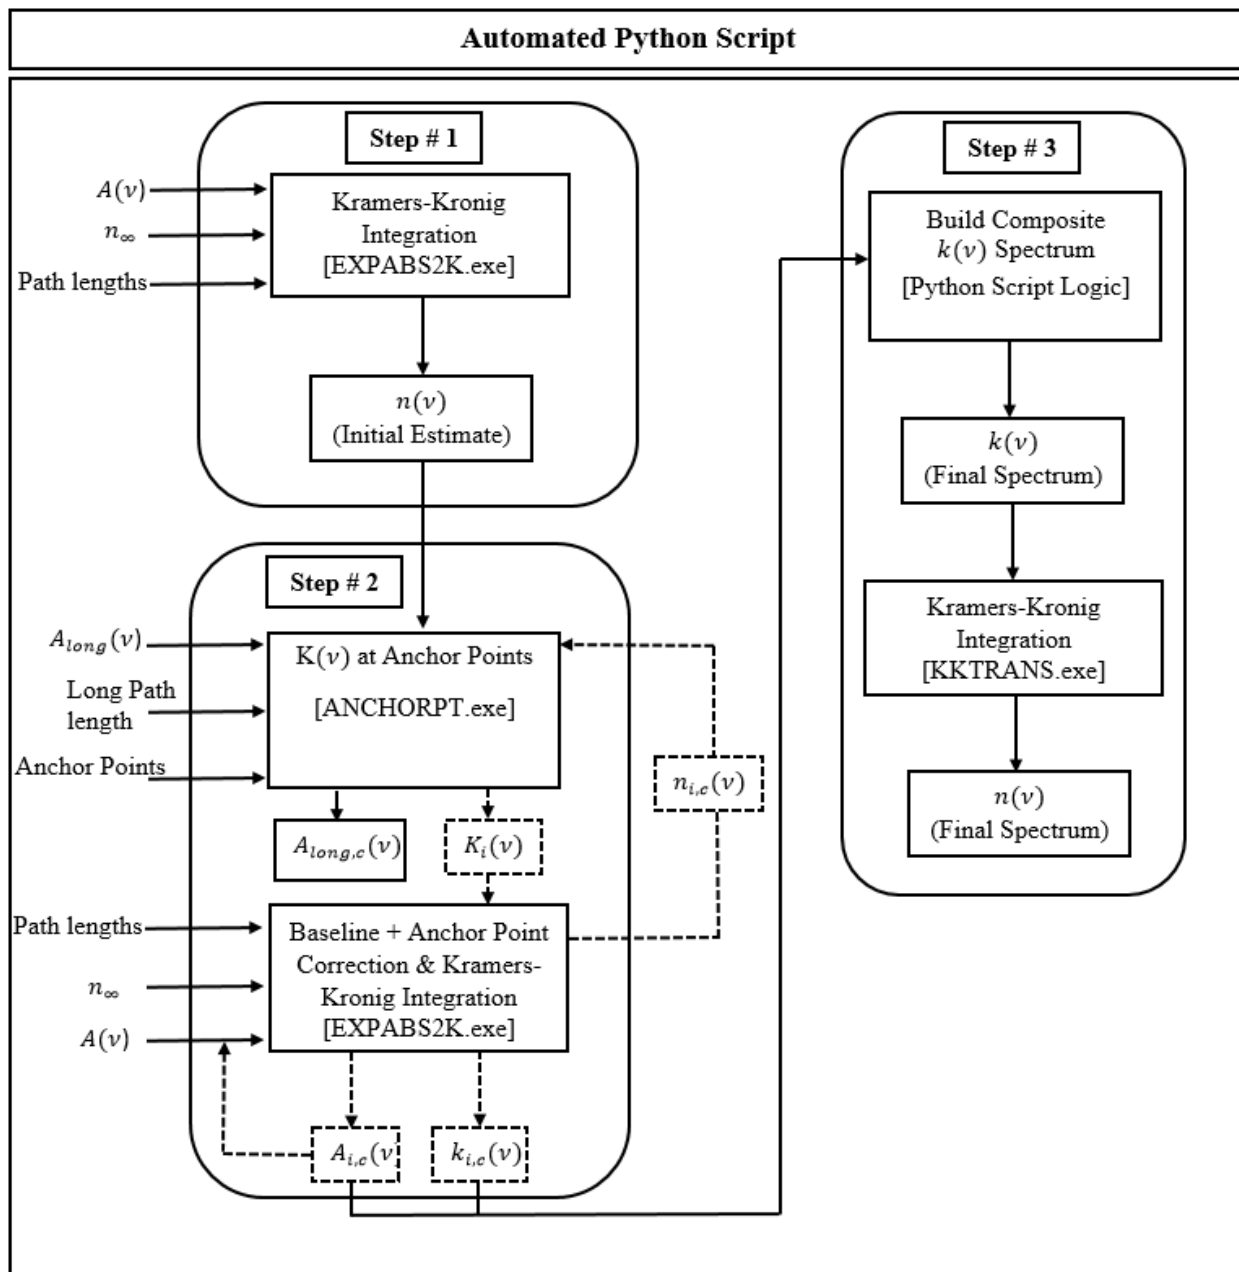 Automated Python Script
Step # 1
A(ν)
n∞
Path lengths
Kramers-Kronig
Integration
[EXPABS2K.exe]
n(ν)
(Initial Estimate)
Step # 2
A_long(ν)
Long Path
length
Anchor Points
K(ν) at Anchor Points
[ANCHORPT.exe]
A_long,c(ν)
K_i(ν)
n_i,c(ν)
Path lengths
n∞
A(ν)
Baseline + Anchor Point
Correction & Kramers-
Kronig Integration
[EXPABS2K.exe]
A_i,c(ν
k_i,c(ν)
Step # 3
Build Composite
k(ν) Spectrum
[Python Script Logic]
k(ν)
(Final Spectrum)
Kramers-Kronig
Integration
[KKTRANS.exe]
n(ν)
(Final Spectrum)